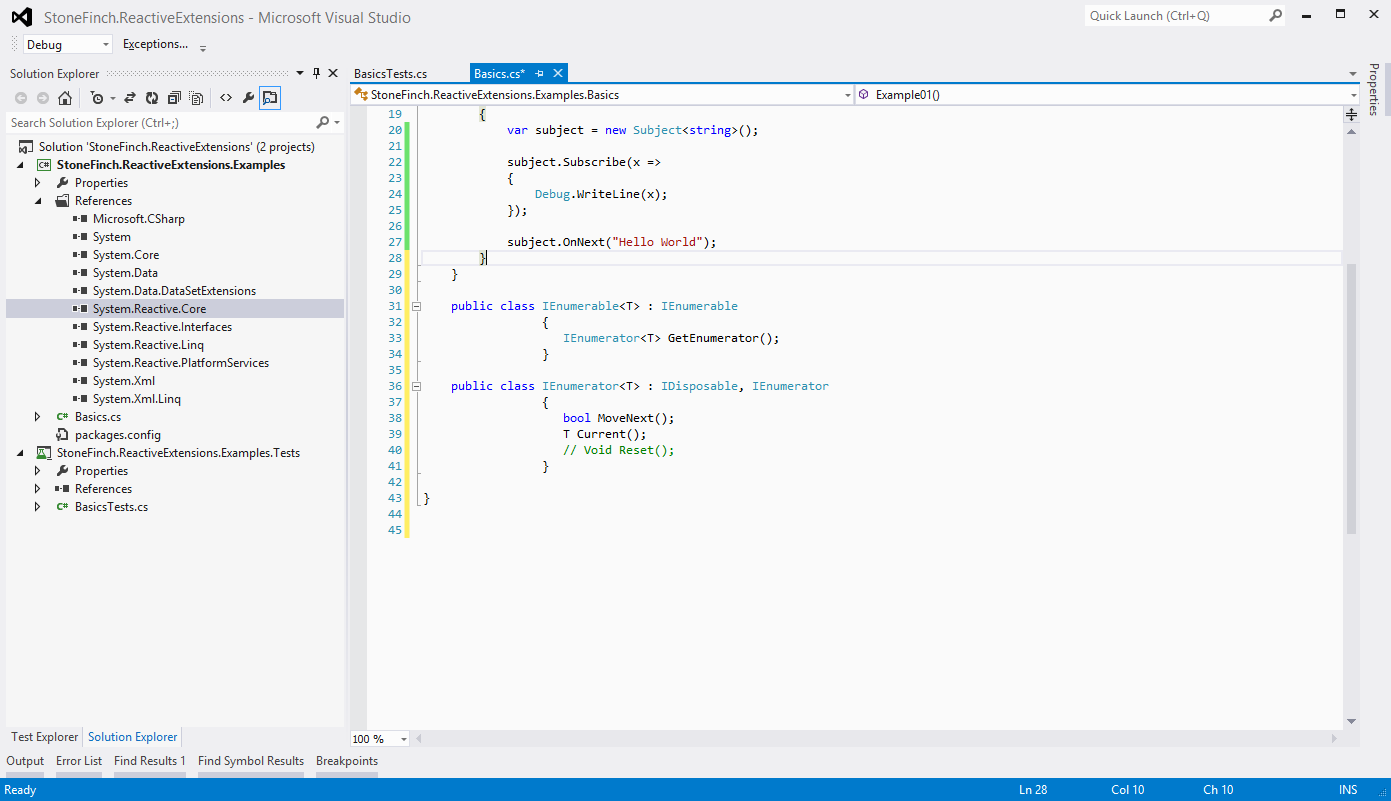 StoneFinch.ReactiveExtensions - Microsoft Visual Studio
Quick Launch (Ctrl+Q)
Debug
Exceptions...
Solution Explorer
Search Solution Explorer (Ctrl+;)
Solution 'StoneFinch.ReactiveExtensions' (2 projects)
C# StoneFinch.ReactiveExtensions.Examples
Properties
References
Microsoft.CSharp
System
System.Core
System.Data
System.Data.DataSetExtensions
System.Reactive.Core
System.Reactive.Interfaces
System.Reactive.Linq
System.Reactive.PlatformServices
System.Xml
System.Xml.Linq
C# Basics.cs
packages.config
StoneFinch.ReactiveExtensions.Examples.Tests
Properties
References
C# BasicsTests.cs
Test Explorer
Solution Explorer
BasicsTests.cs
Basics.cs*
StoneFinch.ReactiveExtensions.Examples.Basics
Example01()
19 {
20 var subject = new Subject<string>();
21
22 subject.Subscribe(x =>
23 {
24 Debug.WriteLine(x);
25 });
26
27 subject.OnNext("Hello World");
28 }
29 }
30
31 public class IEnumerable<T> : IEnumerable
32 {
33 IEnumerator<T> GetEnumerator();
34 }
35
36 public class IEnumerator<T> : IDisposable, IEnumerator
37 {
38 bool MoveNext();
39 T Current();
40 // Void Reset();
41 }
42
43 }
44
45
100 %
Properties
Output
Error List
Find Results 1
Find Symbol Results
Breakpoints
Ready
Ln 28
Col 10
Ch 10
INS